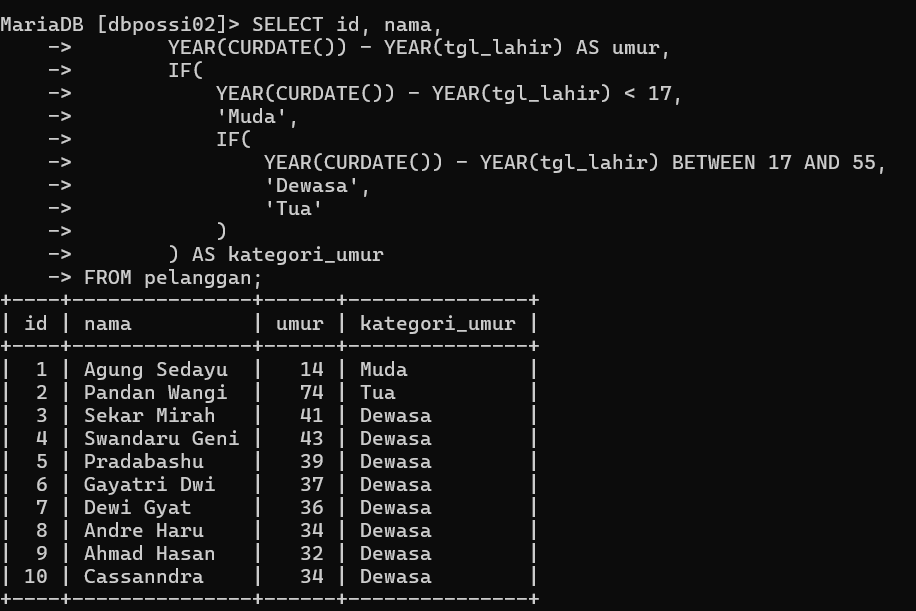 MariaDB [dbpossi02]> SELECT id, nama,
    ->        YEAR(CURDATE()) - YEAR(tgl_lahir) AS umur,
    ->        IF(
    ->            YEAR(CURDATE()) - YEAR(tgl_lahir) < 17,
    ->            'Muda',
    ->            IF(
    ->                YEAR(CURDATE()) - YEAR(tgl_lahir) BETWEEN 17 AND 55,
    ->                'Dewasa',
    ->                'Tua'
    ->            )
    ->        ) AS kategori_umur
    -> FROM pelanggan;
+----+---------------+------+---------------+
| id | nama          | umur | kategori_umur |
+----+---------------+------+---------------+
|  1 | Agung Sedayu  |   14 | Muda          |
|  2 | Pandan Wangi  |   74 | Tua           |
|  3 | Sekar Mirah   |   41 | Dewasa        |
|  4 | Swandaru Geni |   43 | Dewasa        |
|  5 | Pradabashu    |   39 | Dewasa        |
|  6 | Gayatri Dwi   |   37 | Dewasa        |
|  7 | Dewi Gyat     |   36 | Dewasa        |
|  8 | Andre Haru    |   34 | Dewasa        |
|  9 | Ahmad Hasan   |   32 | Dewasa        |
| 10 | Cassanndra    |   34 | Dewasa        |
+----+---------------+------+---------------+